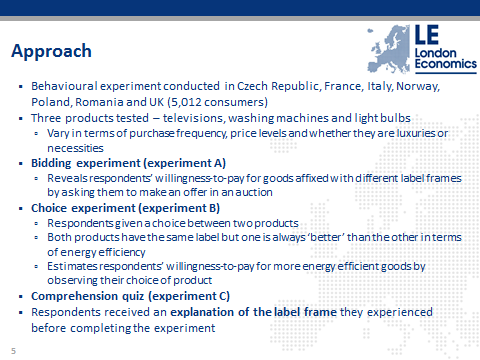 Approach
LE
London
Economics
▪ Behavioural experiment conducted in Czech Republic, France, Italy, Norway,
Poland, Romania and UK (5,012 consumers)
▪ Three products tested – televisions, washing machines and light bulbs
▫ Vary in terms of purchase frequency, price levels and whether they are luxuries or
necessities
▪ Bidding experiment (experiment A)
▫ Reveals respondents’ willingness-to-pay for goods affixed with different label frames
by asking them to make an offer in an auction
▪ Choice experiment (experiment B)
▫ Respondents given a choice between two products
▫ Both products have the same label but one is always ‘better’ than the other in terms
of energy efficiency
▫ Estimates respondents’ willingness-to-pay for more energy efficient goods by
observing their choice of product
▪ Comprehension quiz (experiment C)
▪ Respondents received an explanation of the label frame they experienced
before completing the experiment
5